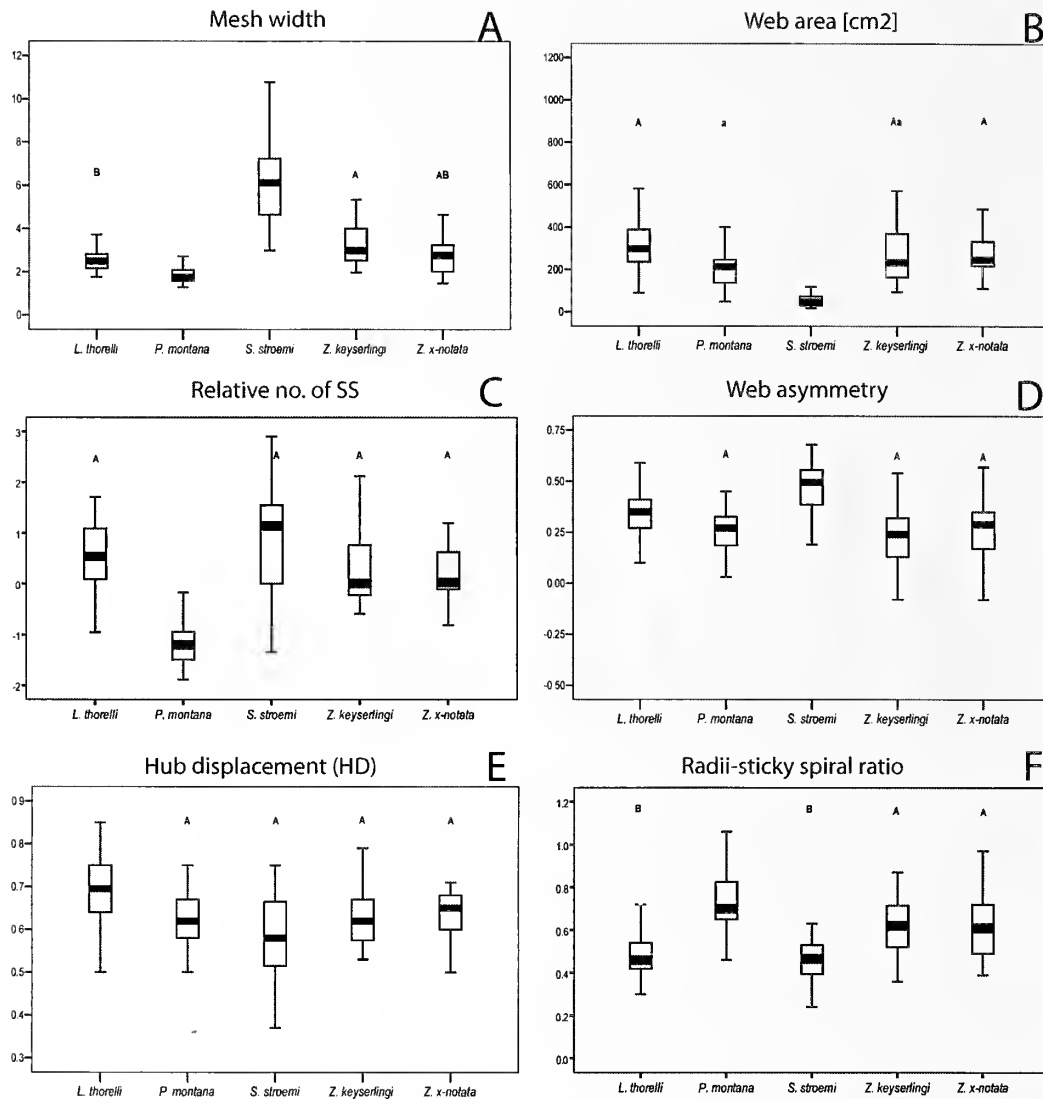 Mesh width
A
12
10
8
6
4
2
0
B
A
AB
L. thorelli P. montana S. stroemi Z. keyserlingi Z. x-notata
Web area [cm2]
B
1200
1000
800
600
400
200
0
A
a
Aa
A
L. thorelli P. montana S. stroemi Z. keyserlingi Z. x-notata
Relative no. of SS
C
3
2
1
0
-1
-2
A
A
A
A
L. thorelli P. montana S. stroemi Z. keyserlingi Z. x-notata
Web asymmetry
D
0.75
0.50
0.25
0.00
-0.25
-0.50
A
A
A
L. thorelli P. montana S. stroemi Z. keyserlingi Z. x-notata
Hub displacement (HD)
E
0.9
0.8
0.7
0.6
0.5
0.4
0.3
A
A
A
A
L. thorelli P montana S. stroemi Z. keyserlingi Z. x-notata
Radii-sticky spiral ratio
F
1.2
1.0
0.8
0.6
0.4
0.2
0.0
B
B
A
A
L. thorelli P. montana S. stroemi Z. keyserlingi Z. x-notata